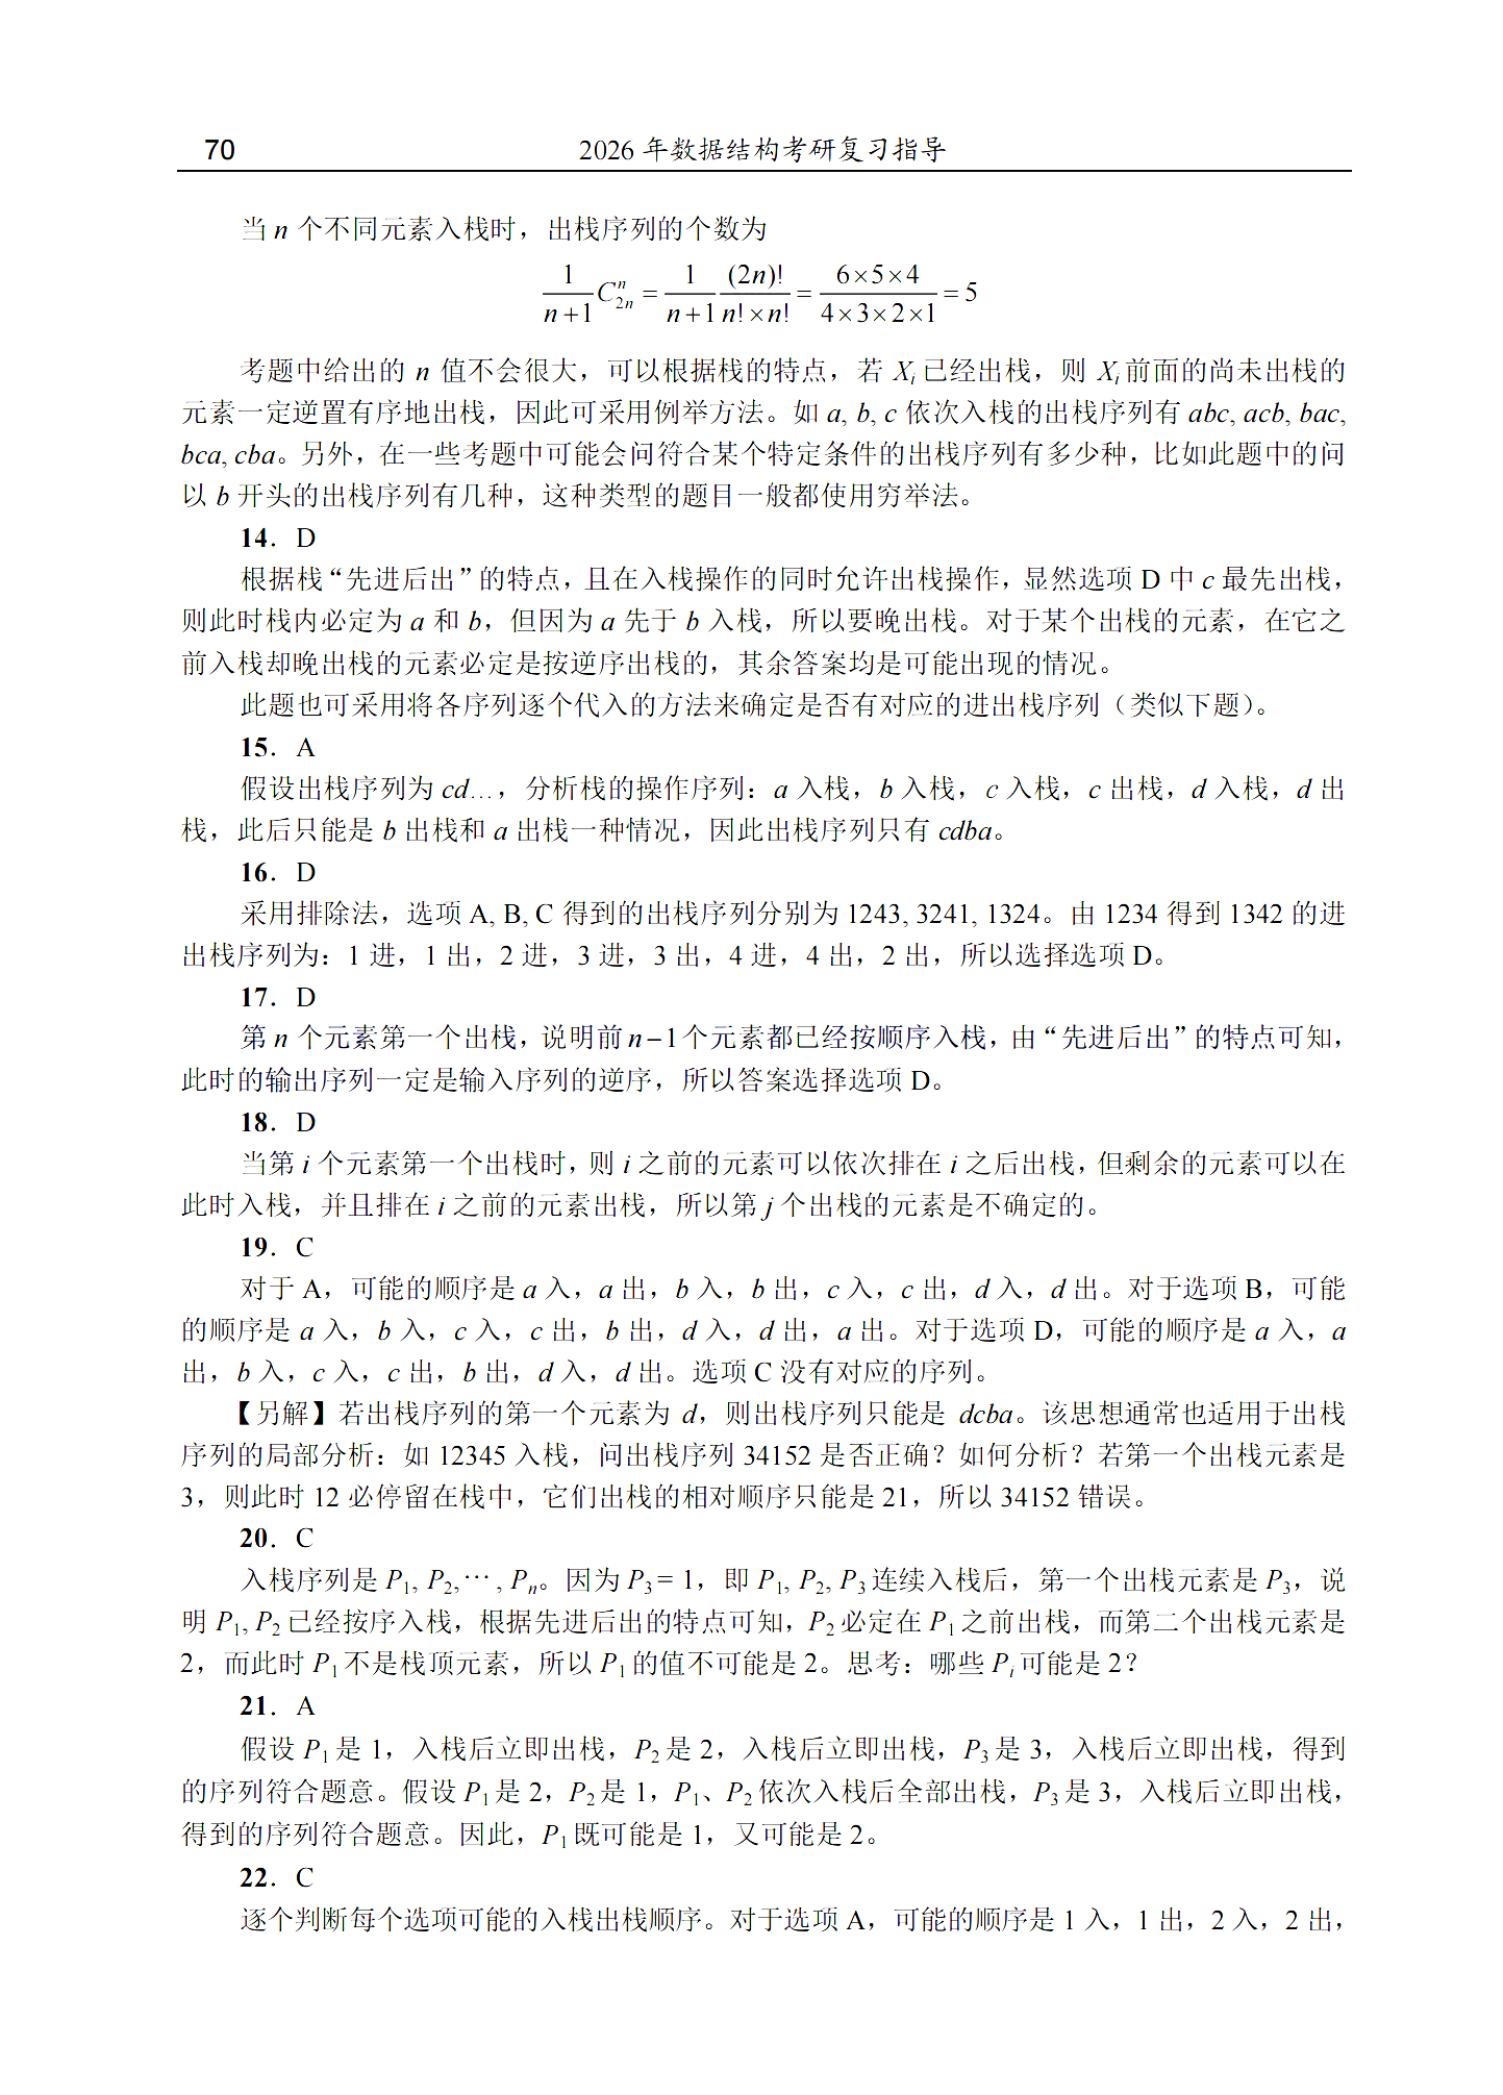 70 2026 年数据结构考研复习指导
当 n 个不同元素入栈时，出栈序列的个数为
\frac{1}{n+1} C_{2n}^{n} = \frac{1}{n+1} \frac{(2n)!}{n! \times n!} = \frac{6 \times 5 \times 4}{4 \times 3 \times 2 \times 1} = 5
考题中给出的 n 值不会很大，可以根据栈的特点，若 Xᵢ 已经出栈，则 Xᵢ 前面的尚未出栈的
元素一定逆置有序地出栈，因此可采用例举方法。如 a, b, c 依次入栈的出栈序列有 abc, acb, bac,
bca, cba。另外，在一些考题中可能会问符合某个特定条件的出栈序列有多少种，比如此题中的问
以 b 开头的出栈序列有几种，这种类型的题目一般都使用穷举法。
14．D
根据栈“先进后出”的特点，且在入栈操作的同时允许出栈操作，显然选项 D 中 c 最先出栈，
则此时栈内必定为 a 和 b，但因为 a 先于 b 入栈，所以要晚出栈。对于某个出栈的元素，在它之
前入栈却晚出栈的元素必定是按逆序出栈的，其余答案均是可能出现的情况。
此题也可采用将各序列逐个代入的方法来确定是否有对应的进出栈序列（类似下题）。
15．A
假设出栈序列为 cd…，分析栈的操作序列：a 入栈，b 入栈，c 入栈，c 出栈，d 入栈，d 出
栈，此后只能是 b 出栈和 a 出栈一种情况，因此出栈序列只有 cdba。
16．D
采用排除法，选项 A, B, C 得到的出栈序列分别为 1243, 3241, 1324。由 1234 得到 1342 的进
出栈序列为：1 进，1 出，2 进，3 进，3 出，4 进，4 出，2 出，所以选择选项 D。
17．D
第 n 个元素第一个出栈，说明前 n−1 个元素都已经按顺序入栈，由“先进后出”的特点可知，
此时的输出序列一定是输入序列的逆序，所以答案选择选项 D。
18．D
当第 i 个元素第一个出栈时，则 i 之前的元素可以依次排在 i 之后出栈，但剩余的元素可以在
此时入栈，并且排在 i 之前的元素出栈，所以第 j 个出栈的元素是不确定的。
19．C
对于 A，可能的顺序是 a 入，a 出，b 入，b 出，c 入，c 出，d 入，d 出。对于选项 B，可能
的顺序是 a 入，b 入，c 入，c 出，b 出，d 入，d 出，a 出。对于选项 D，可能的顺序是 a 入，a
出，b 入，c 入，c 出，b 出，d 入，d 出。选项 C 没有对应的序列。
【另解】若出栈序列的第一个元素为 d，则出栈序列只能是 dcba。该思想通常也适用于出栈
序列的局部分析：如 12345 入栈，问出栈序列 34152 是否正确？如何分析？若第一个出栈元素是
3，则此时 12 必停留在栈中，它们出栈的相对顺序只能是 21，所以 34152 错误。
20．C
入栈序列是 P₁, P₂,⋯, Pₙ。因为 P₃ = 1，即 P₁, P₂, P₃ 连续入栈后，第一个出栈元素是 P₃，说
明 P₁, P₂ 已经按序入栈，根据先进后出的特点可知，P₂ 必定在 P₁ 之前出栈，而第二个出栈元素是
2，而此时 P₁ 不是栈顶元素，所以 P₁ 的值不可能是 2。思考：哪些 Pᵢ 可能是 2？
21．A
假设 P₁ 是 1，入栈后立即出栈，P₂ 是 2，入栈后立即出栈，P₃ 是 3，入栈后立即出栈，得到
的序列符合题意。假设 P₁ 是 2，P₂ 是 1，P₁、P₂ 依次入栈后全部出栈，P₃ 是 3，入栈后立即出栈，
得到的序列符合题意。因此，P₁ 既可能是 1，又可能是 2。
22．C
逐个判断每个选项可能的入栈出栈顺序。对于选项 A，可能的顺序是 1 入，1 出，2 入，2 出，